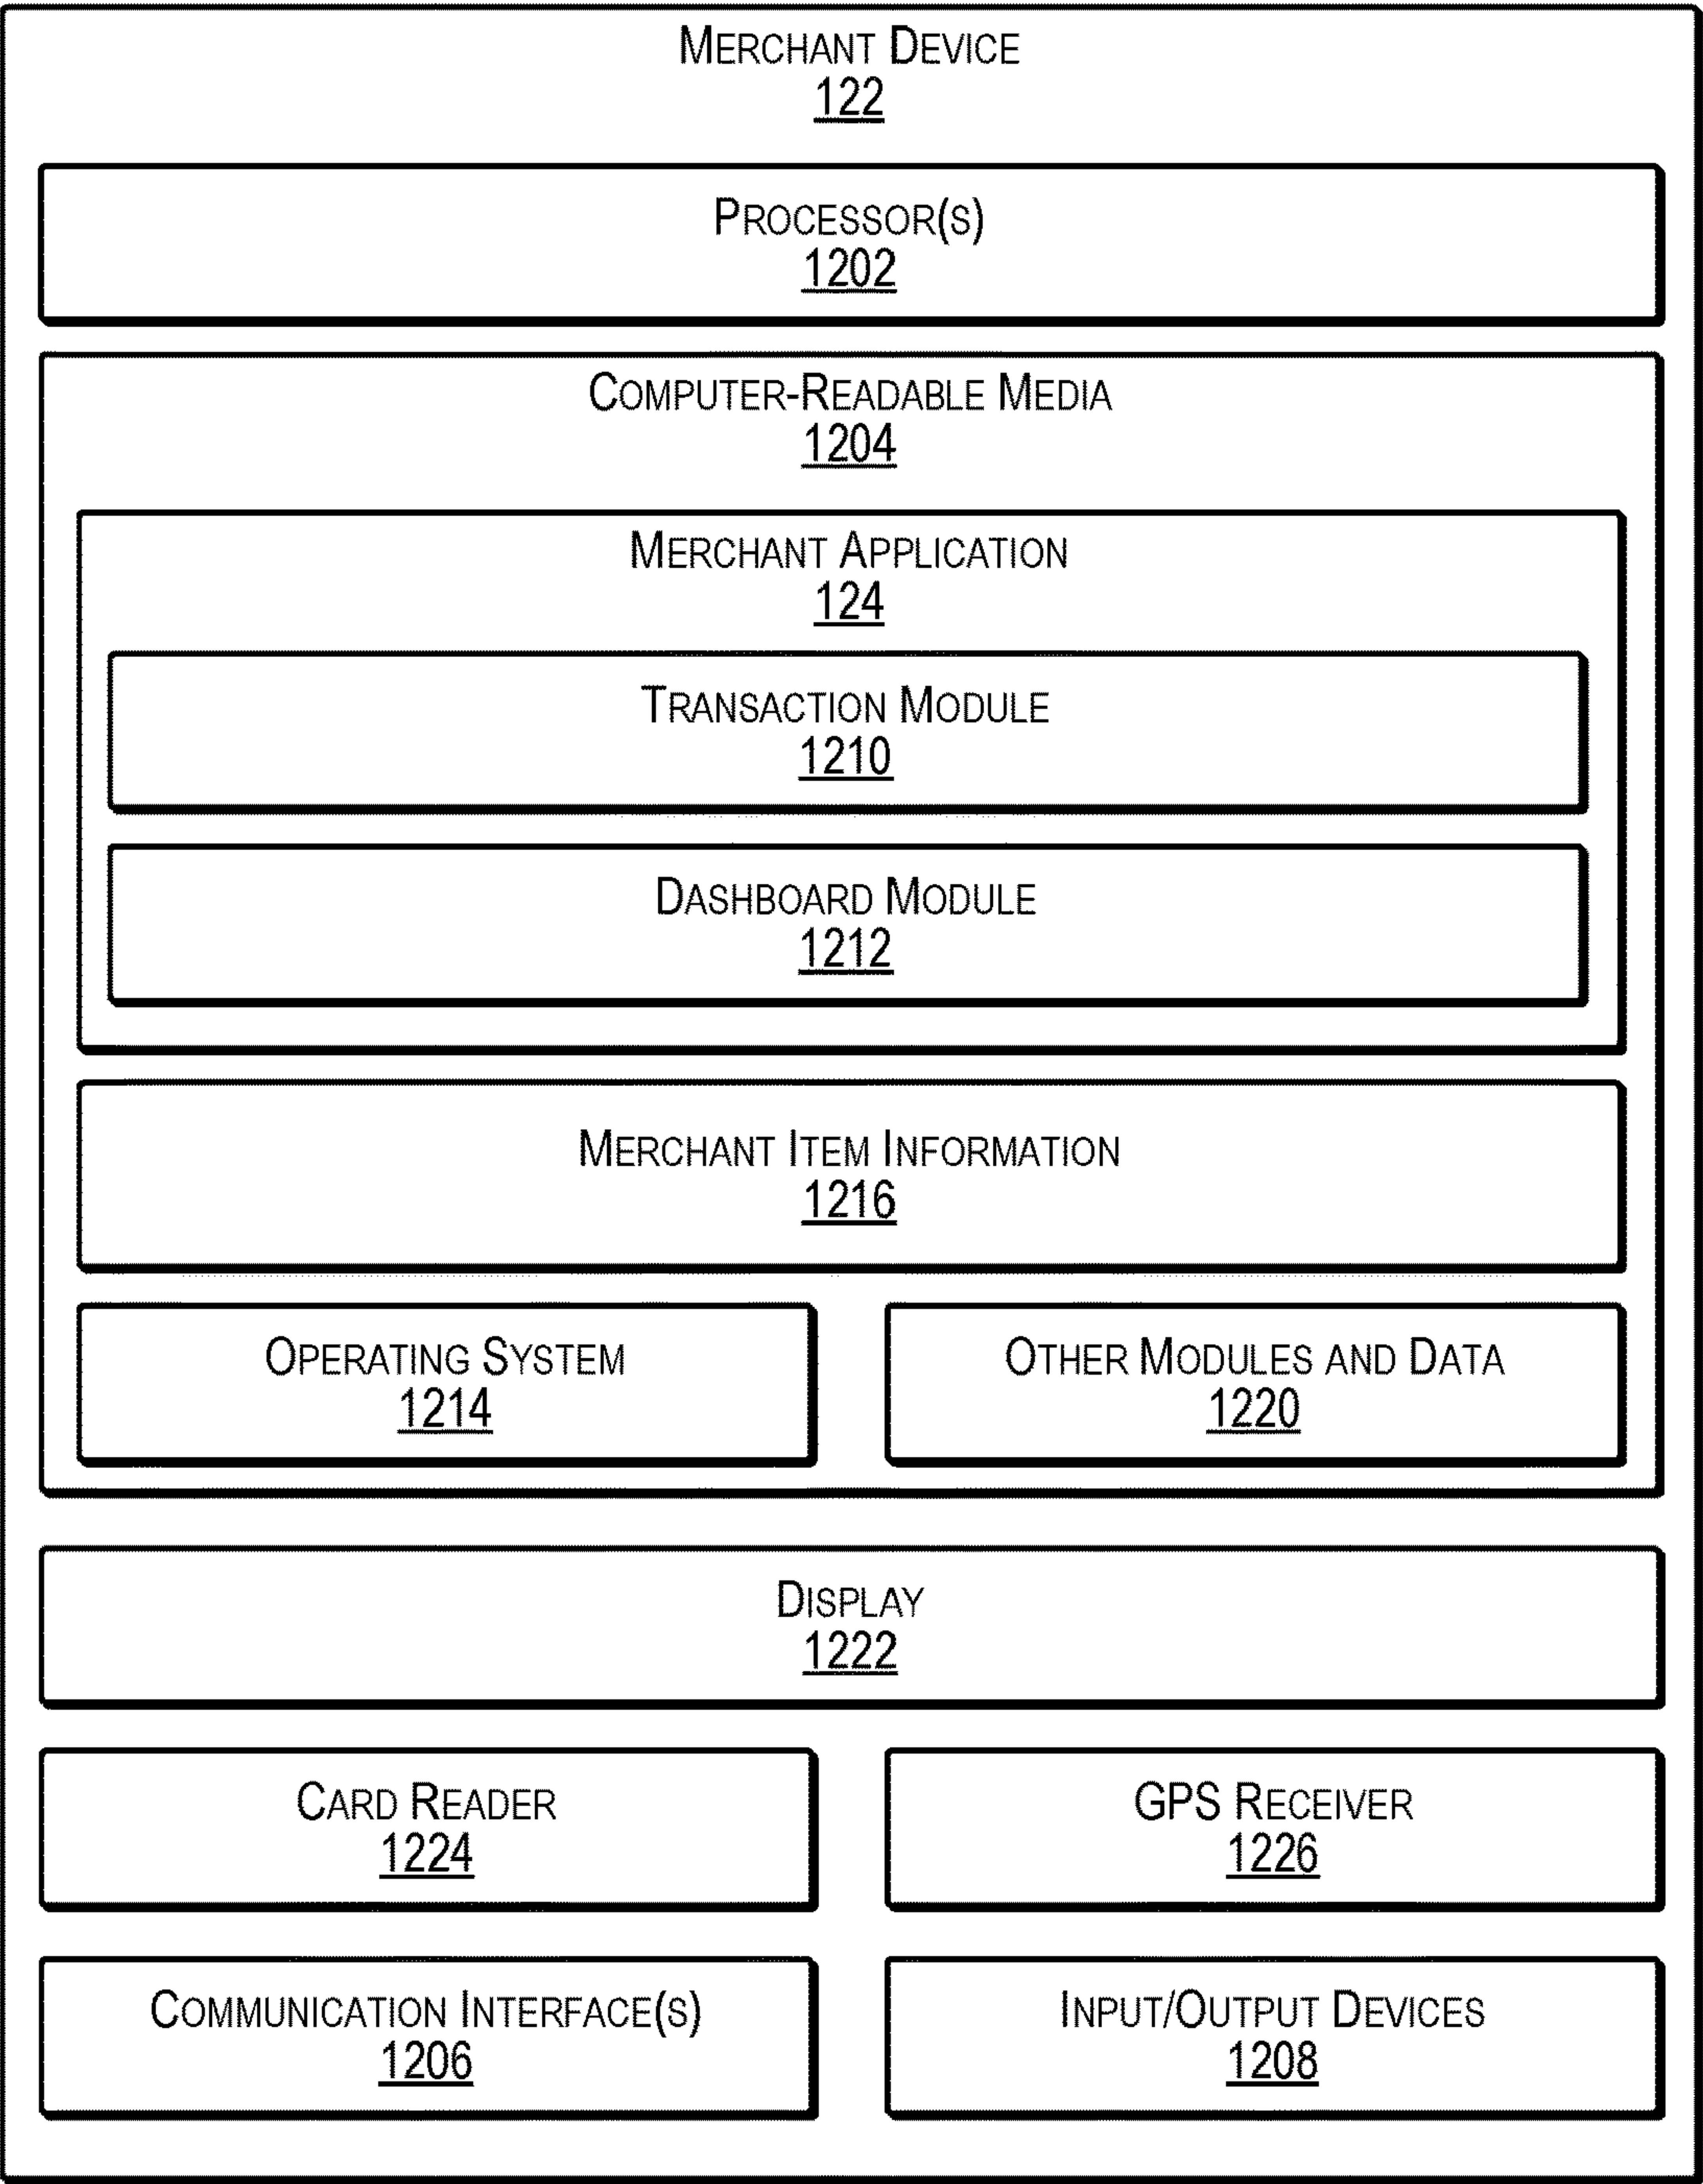 MERCHANT DEVICE
122
PROCESSOR(S)
1202
COMPUTER-READABLE MEDIA
1204
MERCHANT APPLICATION
124
TRANSACTION MODULE
1210
DASHBOARD MODULE
1212
MERCHANT ITEM INFORMATION
1216
OPERATING SYSTEM
1214
OTHER MODULES AND DATA
1220
DISPLAY
1222
CARD READER
1224
GPS RECEIVER
1226
COMMUNICATION INTERFACE(S)
1206
INPUT/OUTPUT DEVICES
1208